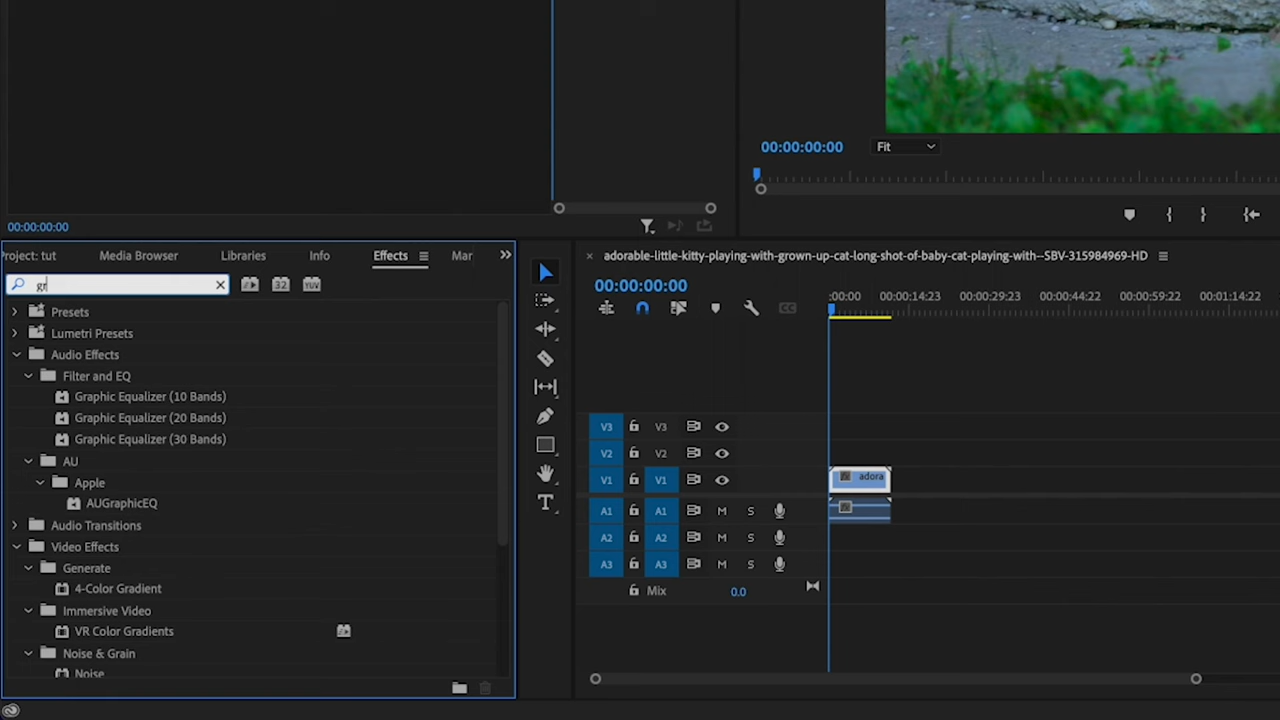 00:00:00:00
Fit
00:00:00:00
Project: tut
Media Browser
Libraries
Info
Effects
Mar
gr
32
YUV
Presets
Lumetri Presets
Audio Effects
Filter and EQ
Graphic Equalizer (10 Bands)
Graphic Equalizer (20 Bands)
Graphic Equalizer (30 Bands)
AU
Apple
AUGraphicEQ
Audio Transitions
Video Effects
Generate
4-Color Gradient
Immersive Video
VR Color Gradients
Noise & Grain
Noise
adorable-little-kitty-playing-with-grown-up-cat-long-shot-of-baby-cat-playing-with--SBV-315984969-HD
00:00:00:00
:00:00 00:00:14:23 00:00:29:23 00:00:44:22 00:00:59:22 00:01:14:22
V3 V3
V2 V2
V1 V1 fx adora
A1 A1 M S fx
A2 A2 M S
A3 A3 M S
Mix 0.0